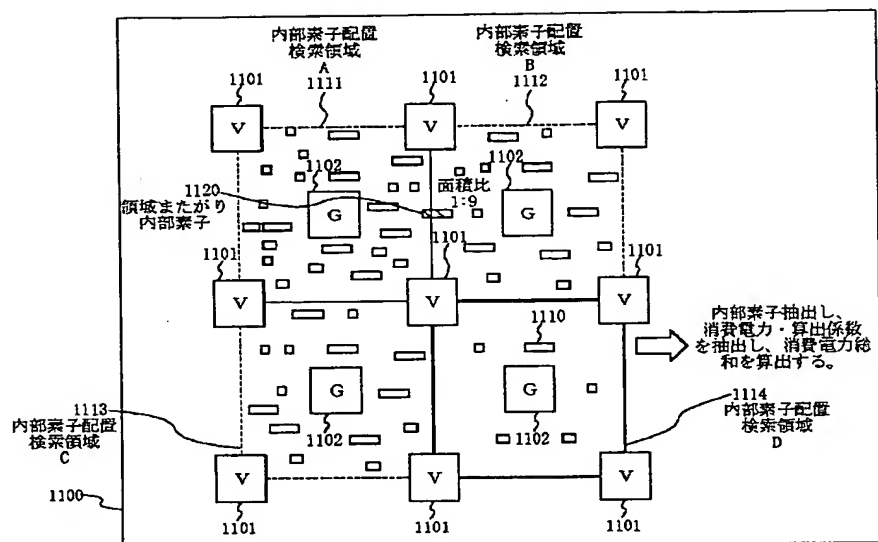 内部素子配置
検索領域
A
内部素子配置
検索領域
B
1101
1111
1101
1112
1101
V
V
V
1102
1102
面積比
1:9
1120
領域またがり
内部素子
G
G
1101
1101
1101
V
V
V
内部素子抽出し、
消費電力・算出係数
を抽出し、消費電力総
和を算出する。
1110
G
G
1113
内部素子配置
検索領域
C
1102
1102
1114
内部素子配置
検索領域
D
V
V
V
1100
1101
1101
1101